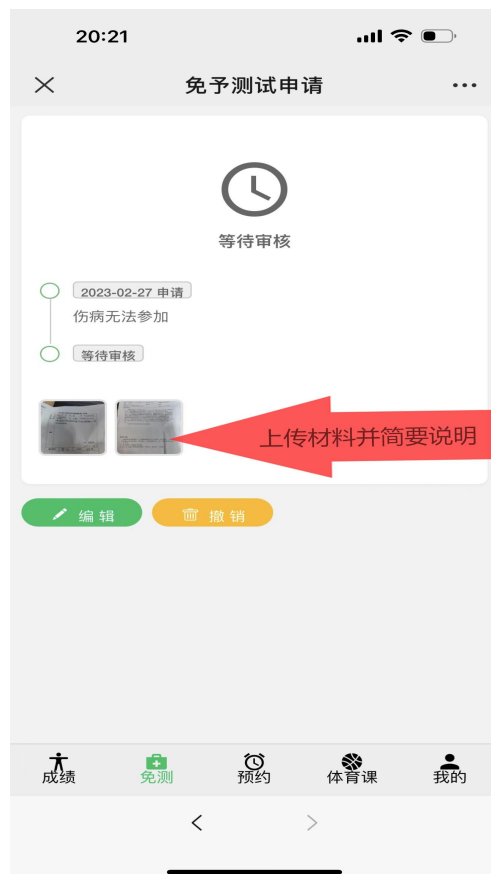 20:21
免予测试申请
等待审核
2023-02-27 申请
伤病无法参加
等待审核
上传材料并简要说明
编辑
撤销
成绩
免测
预约
体育课
我的